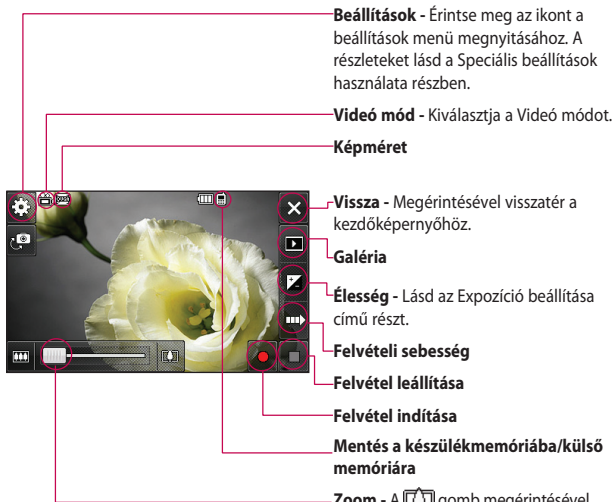 Beállítások - Érintse meg az ikont a
beállítások menü megnyitásához. A
részleteket lásd a Speciális beállítások
használata részben.
Videó mód - Kiválasztja a Videó módot.
Képméret
Vissza - Megérintésével visszatér a
kezdőképernyőhöz.
Galéria
Élesség - Lásd az Expozíció beállítása
című részt.
Felvételi sebesség
Felvétel leállítása
Felvétel indítása
Mentés a készülékmemóriába/külső
memóriára
Zoom - A gomb megérintésével